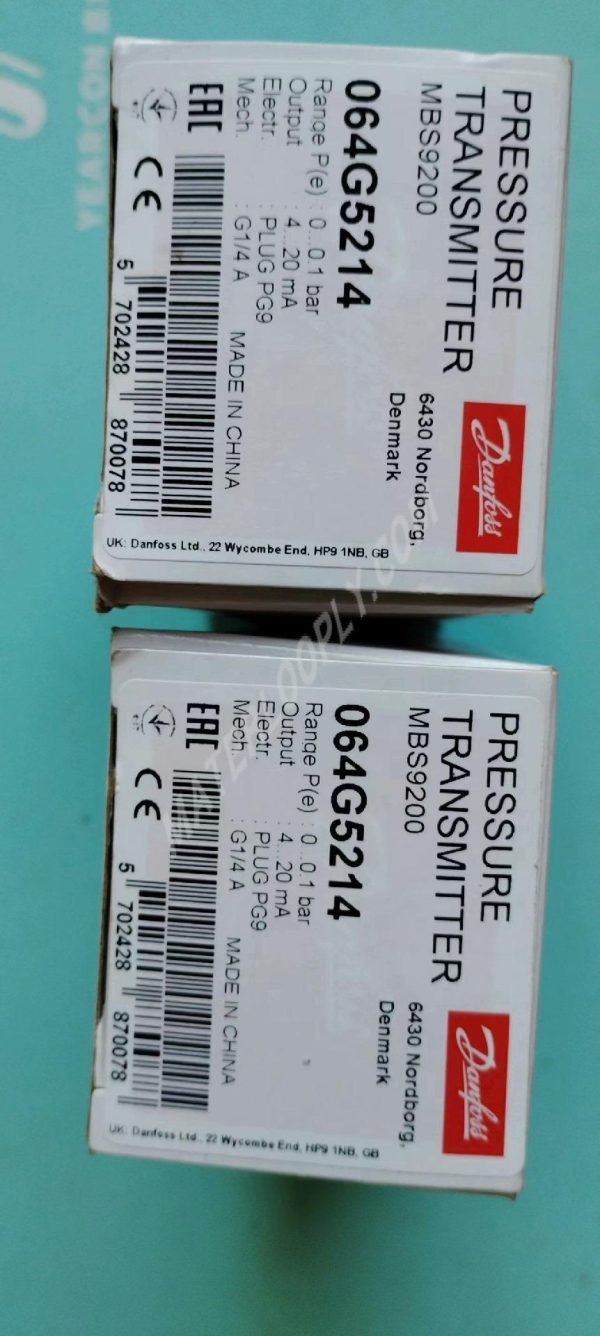 PRESSURE
TRANSMITTER
MBS9200
Danfoss
6430 Nordborg,
Denmark
064G5214
Range P(e) : 0...0.1 bar
Output : 4...20 mA
Electr. : PLUG PG9
Mech. : G1/4 A
MADE IN CHINA
EAC
CE
5 702428 870078
UK: Danfoss Ltd., 22 Wycombe End, HP9 1NB, GB
PRESSURE
TRANSMITTER
MBS9200
Danfoss
6430 Nordborg,
Denmark
064G5214
Range P(e) : 0...0.1 bar
Output : 4...20 mA
Electr. : PLUG PG9
Mech. : G1/4 A
MADE IN CHINA
EAC
CE
5 702428 870078
UK: Danfoss Ltd., 22 Wycombe End, HP9 1NB, GB